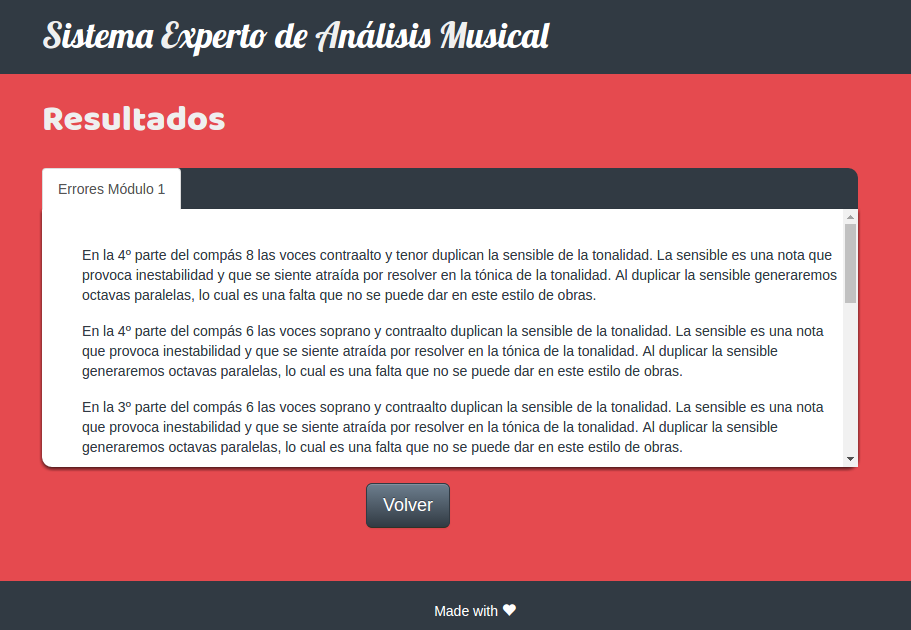 Sistema Experto de Análisis Musical
Resultados
Errores Módulo 1
En la 4º parte del compás 8 las voces contraalto y tenor duplican la sensible de la tonalidad. La sensible es una nota que
provoca inestabilidad y que se siente atraída por resolver en la tónica de la tonalidad. Al duplicar la sensible generaremos
octavas paralelas, lo cual es una falta que no se puede dar en este estilo de obras.
En la 4º parte del compás 6 las voces soprano y contraalto duplican la sensible de la tonalidad. La sensible es una nota
que provoca inestabilidad y que se siente atraída por resolver en la tónica de la tonalidad. Al duplicar la sensible
generaremos octavas paralelas, lo cual es una falta que no se puede dar en este estilo de obras.
En la 3º parte del compás 6 las voces soprano y contraalto duplican la sensible de la tonalidad. La sensible es una nota
que provoca inestabilidad y que se siente atraída por resolver en la tónica de la tonalidad. Al duplicar la sensible
generaremos octavas paralelas, lo cual es una falta que no se puede dar en este estilo de obras.
Volver
Made with ♥